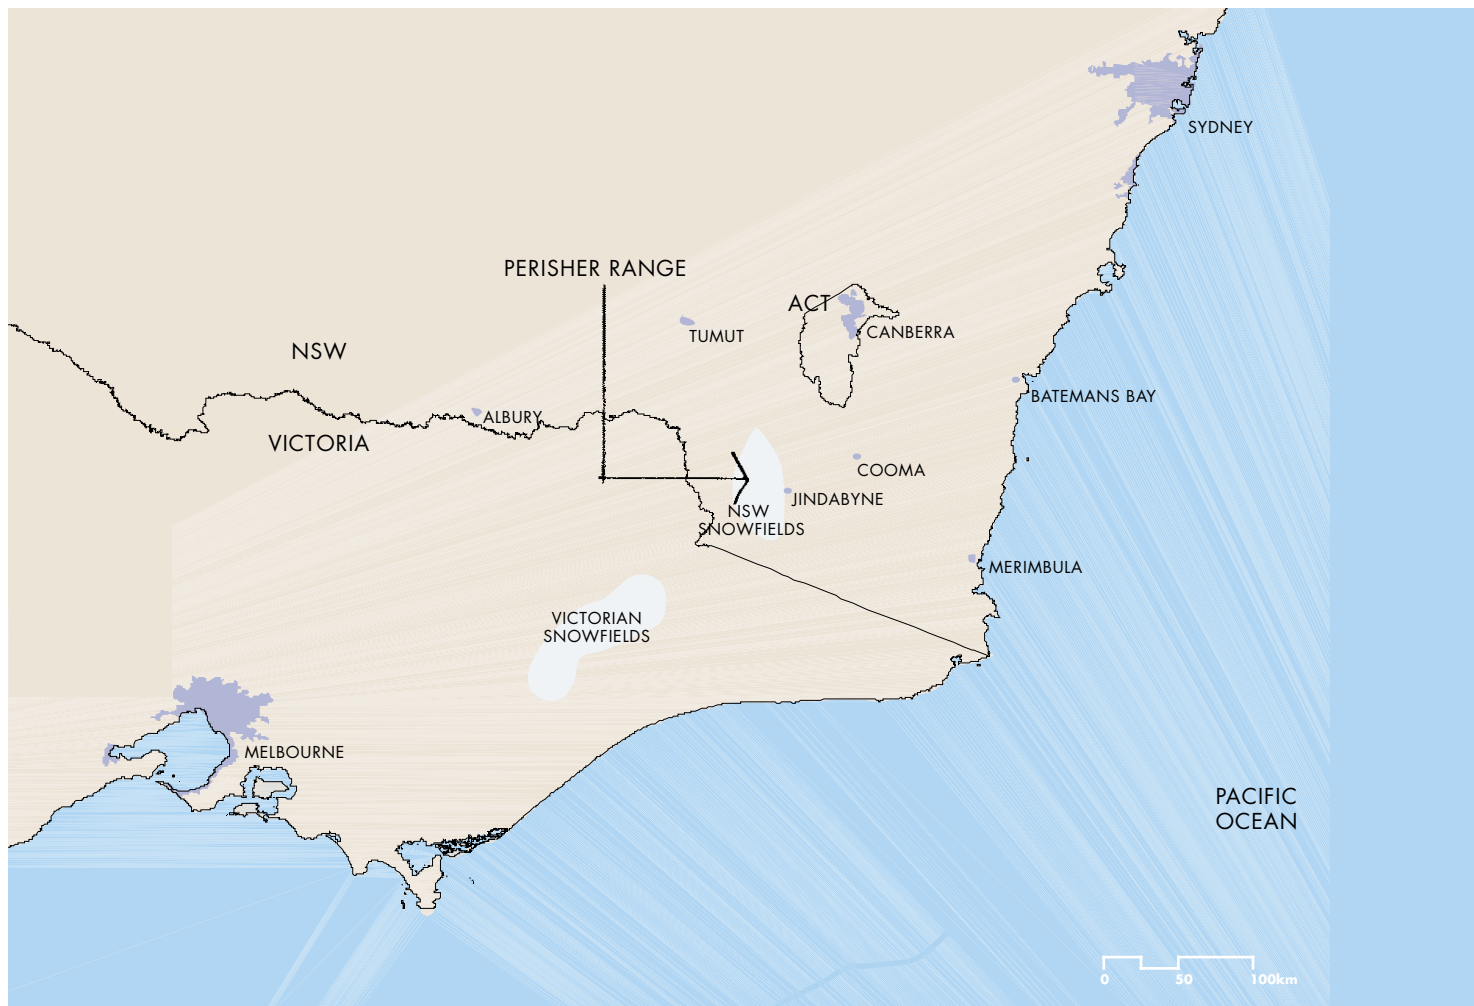 SYDNEY
PERISHER RANGE
ACT
TUMUT
CANBERRA
NSW
BATEMANS BAY
ALBURY
VICTORIA
COOMA
JINDABYNE
NSW
SNOWFIELDS
MERIMBULA
VICTORIAN
SNOWFIELDS
MELBOURNE
PACIFIC
OCEAN
0 50 100km